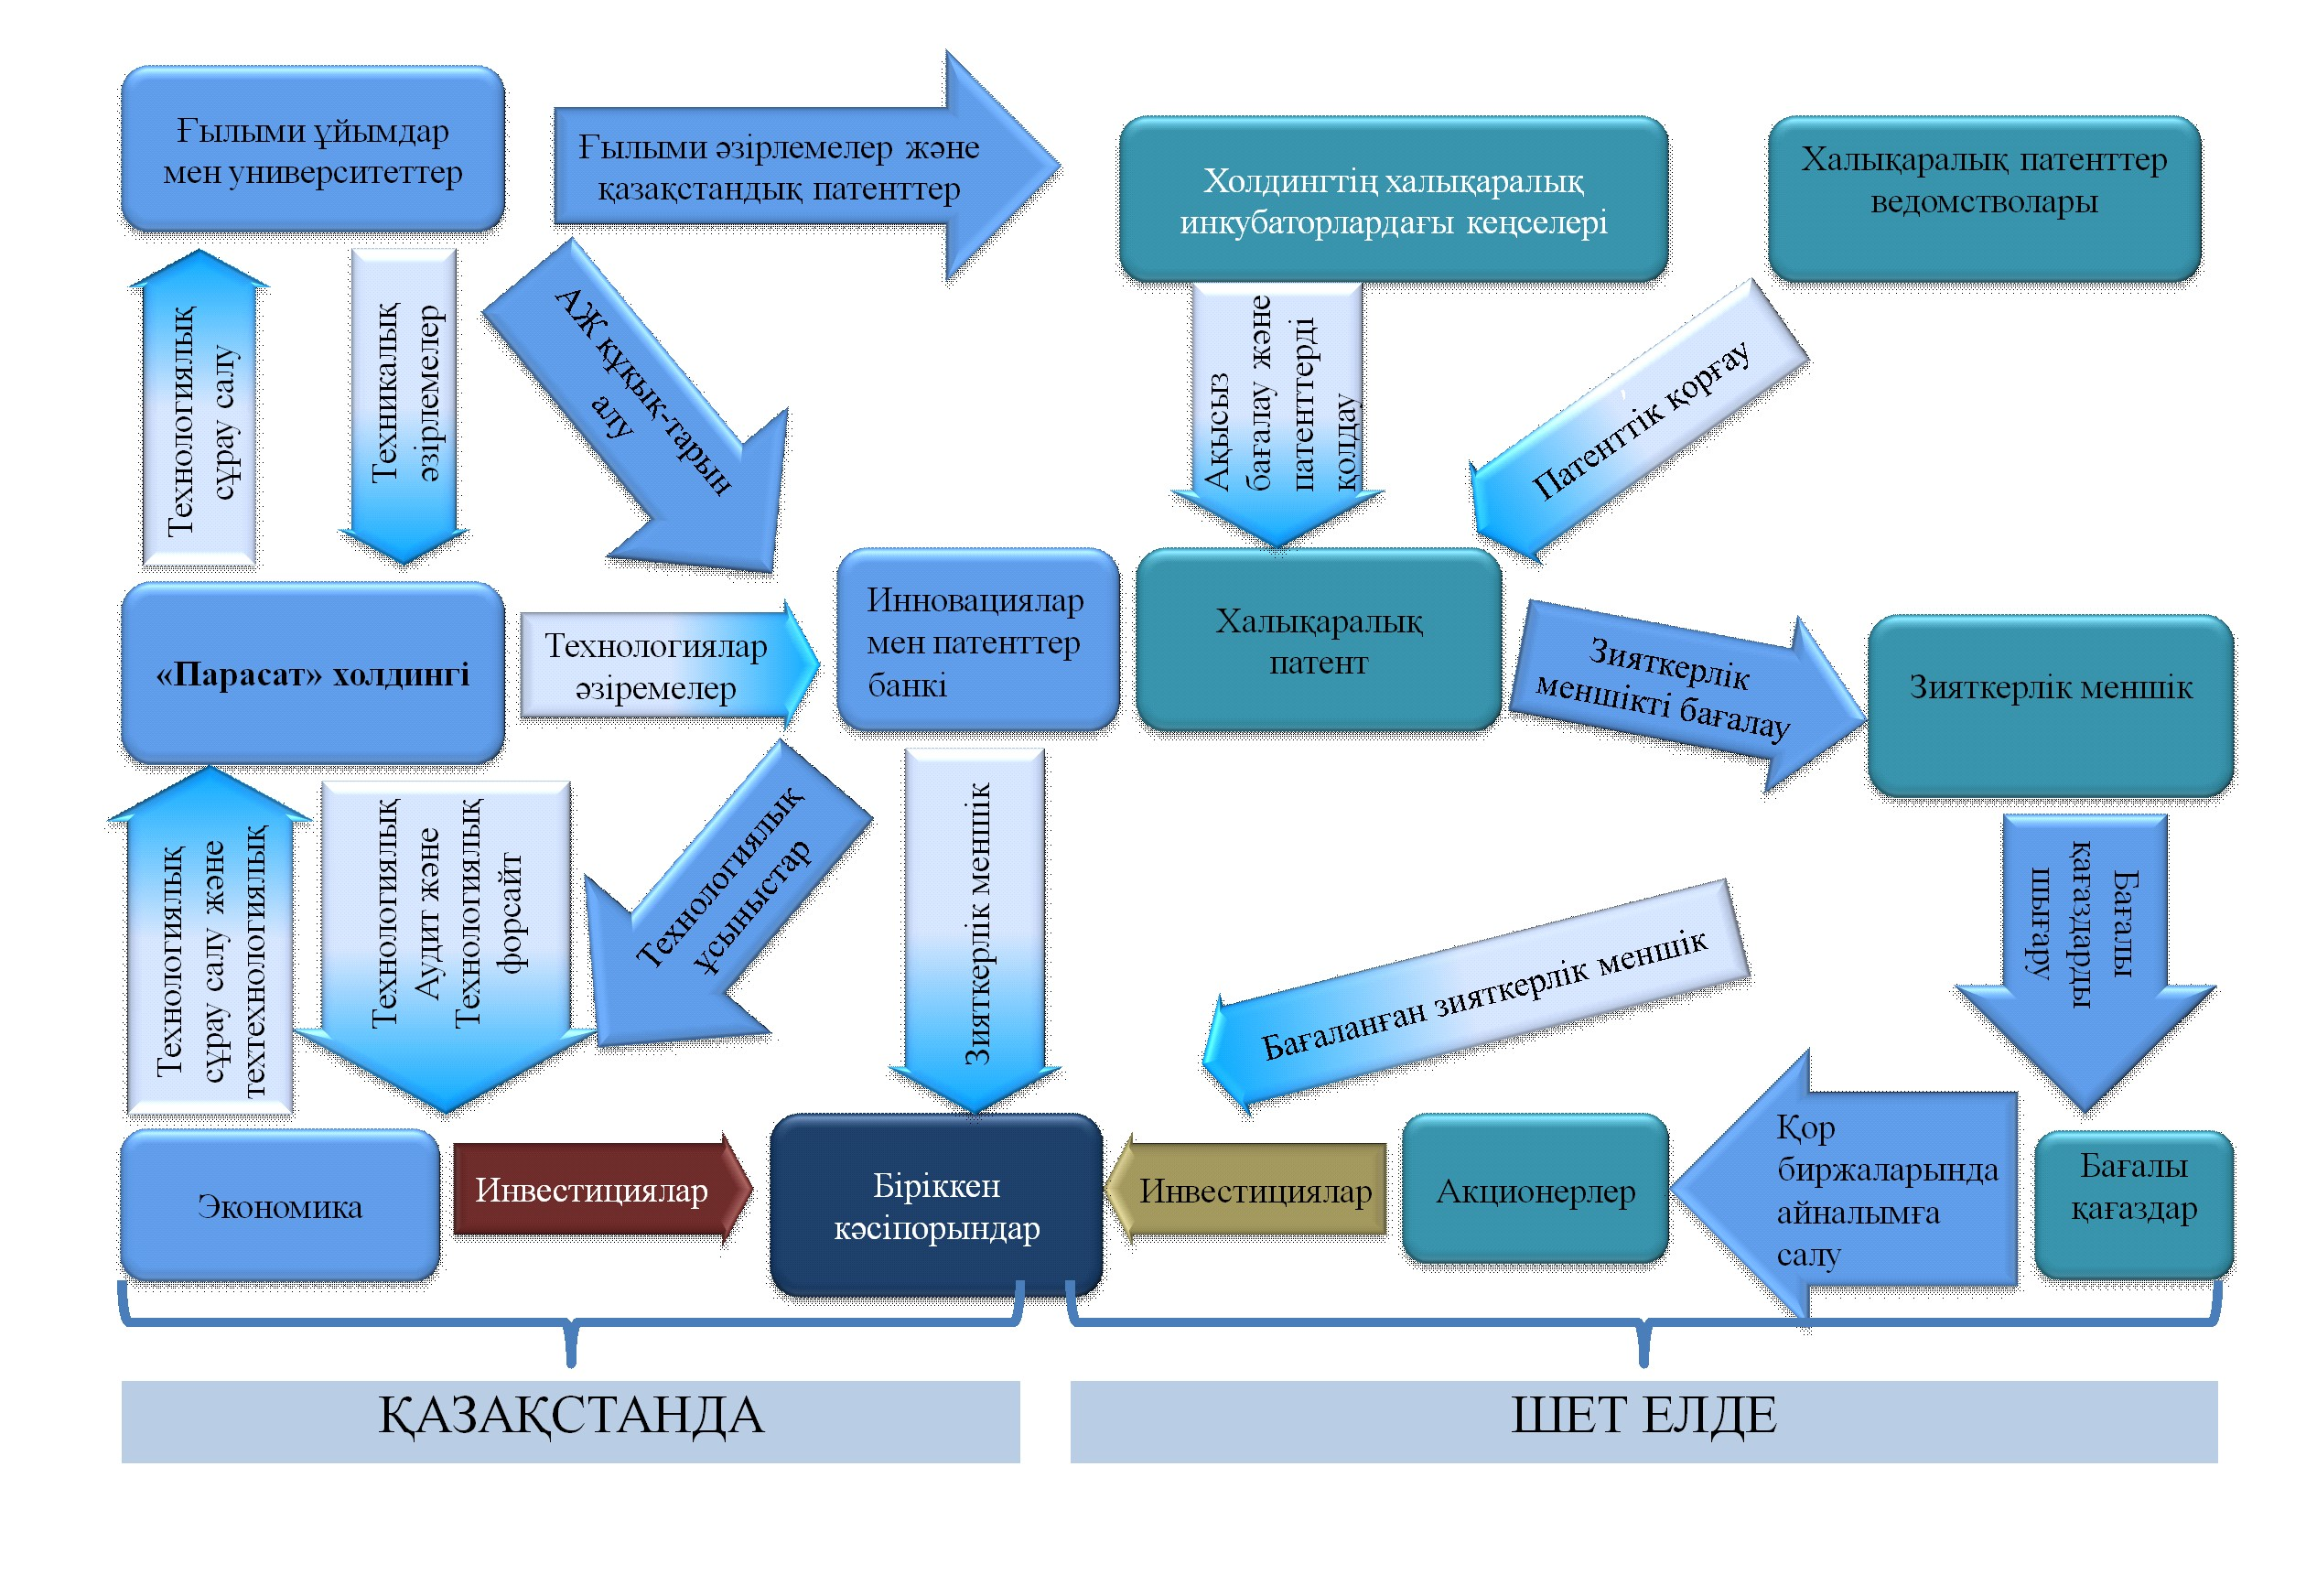 Ғылыми ұйымдар
мен университеттер
Ғылыми әзірлемелер және
қазақстандық патенттер
Холдингтің халықаралық
инкубаторлардағы кеңселері
Халықаралық патенттер
ведомстволары
Технологиялық
сұрау салу
Техникалық
әзірлемелер
АЖ құқық-тарын
алу
Ақысыз
бағалау және
патенттерді
қолдау
,
Патенттік қорғау
«Парасат» холдингі
Технологиялар
әзіремелер
Инновациялар
мен патенттер
банкі
Халықаралық
патент
Зияткерлік
меншікті бағалау
Зияткерлік меншік
Технологиялық
сұрау салу және
техтехнологиялық
Технологиялық
Аудит және
Технологиялық
форсайт
Технологиялық
ұсыныстар
Зияткерлік меншік
Бағаланған зияткерлік меншік
Бағалы
қағаздарды
шығару
Экономика
Инвестициялар
Біріккен
кәсіпорындар
Инвестициялар
Акционерлер
Қор
биржаларында
айналымға
салу
Бағалы
қағаздар
ҚАЗАҚСТАНДА
ШЕТ ЕЛДЕ